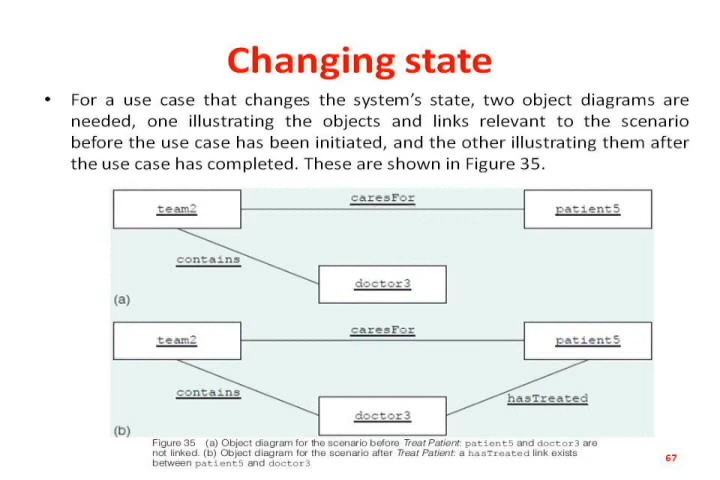 Changing state
• For a use case that changes the system's state, two object diagrams are
needed, one illustrating the objects and links relevant to the scenario
before the use case has been initiated, and the other illustrating them after
the use case has completed. These are shown in Figure 35.
caresFor
team2
patient5
contains
doctor3
(a)
caresFor
team2
patient5
contains
hasTreated
doctor3
(b)
Figure 35 (a) Object diagram for the scenario before Treat Patient: patient5 and doctor3 are
not linked. (b) Object diagram for the scenario after Treat Patient: a hasTreated link exists
between patient5 and doctor3
67